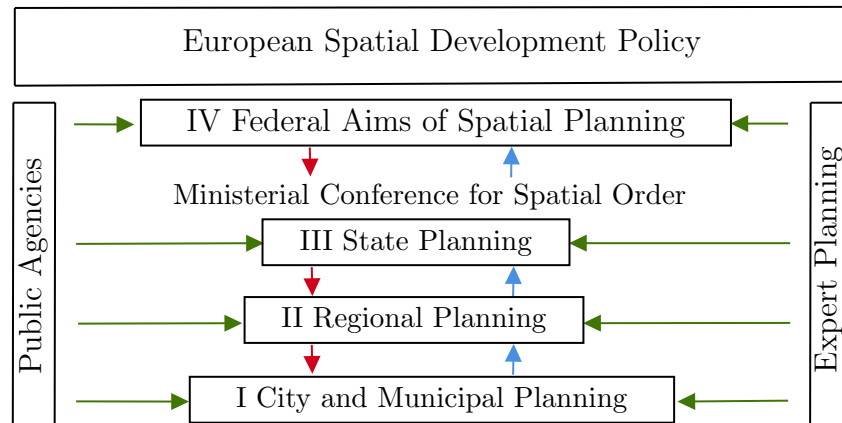 European Spatial Development Policy
Public Agencies
IV Federal Aims of Spatial Planning
Ministerial Conference for Spatial Order
III State Planning
II Regional Planning
I City and Municipal Planning
Expert Planning